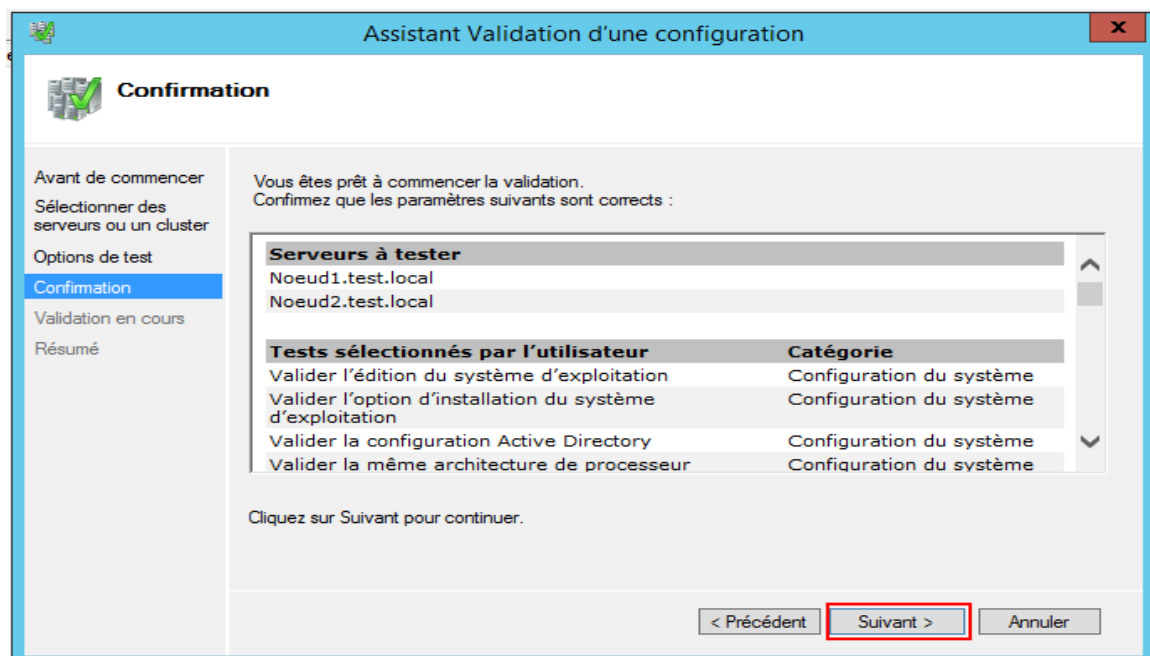 Assistant Validation d'une configuration
x
Confirmation
Avant de commencer
Sélectionner des
serveurs ou un cluster
Options de test
Confirmation
Validation en cours
Résumé
Vous êtes prêt à commencer la validation.
Confirmez que les paramètres suivants sont corrects :
Serveurs à tester
Noeud1.test.local
Noeud2.test.local
Tests sélectionnés par l'utilisateur Catégorie
Valider l'édition du système d'exploitation Configuration du système
Valider l'option d'installation du système Configuration du système
d'exploitation
Valider la configuration Active Directory Configuration du système
Valider la même architecture de processeur Configuration du système
Cliquez sur Suivant pour continuer.
< Précédent Suivant > Annuler